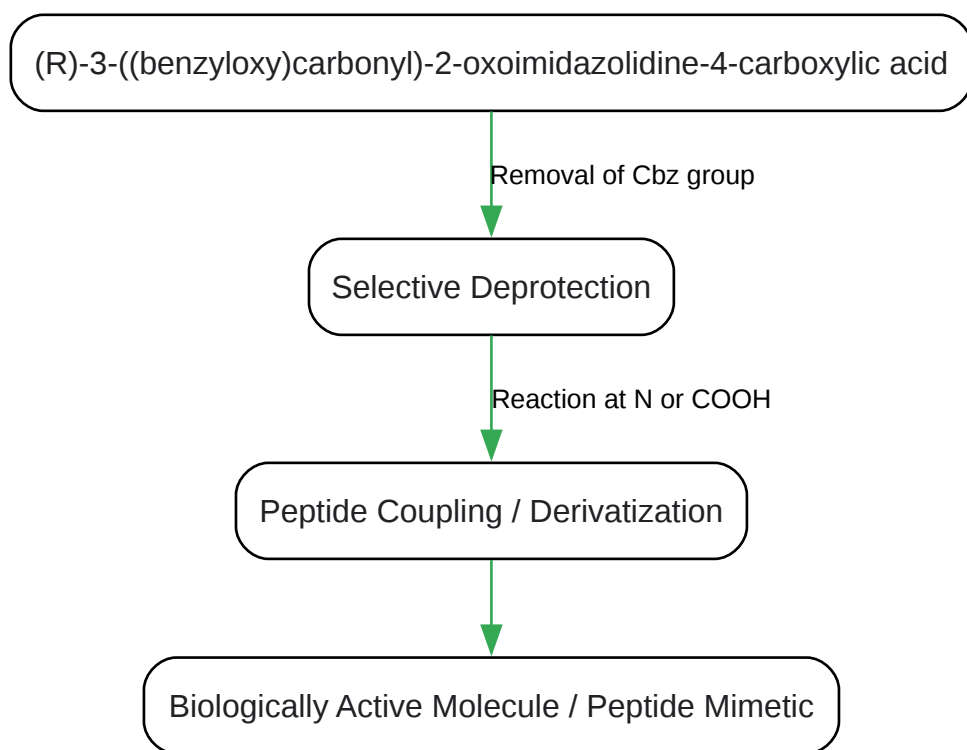 (R)-3-((benzyloxy)carbonyl)-2-oxoimidazolidine-4-carboxylic acid
Removal of Cbz group
Selective Deprotection
Reaction at N or COOH
Peptide Coupling / Derivatization
Biologically Active Molecule / Peptide Mimetic